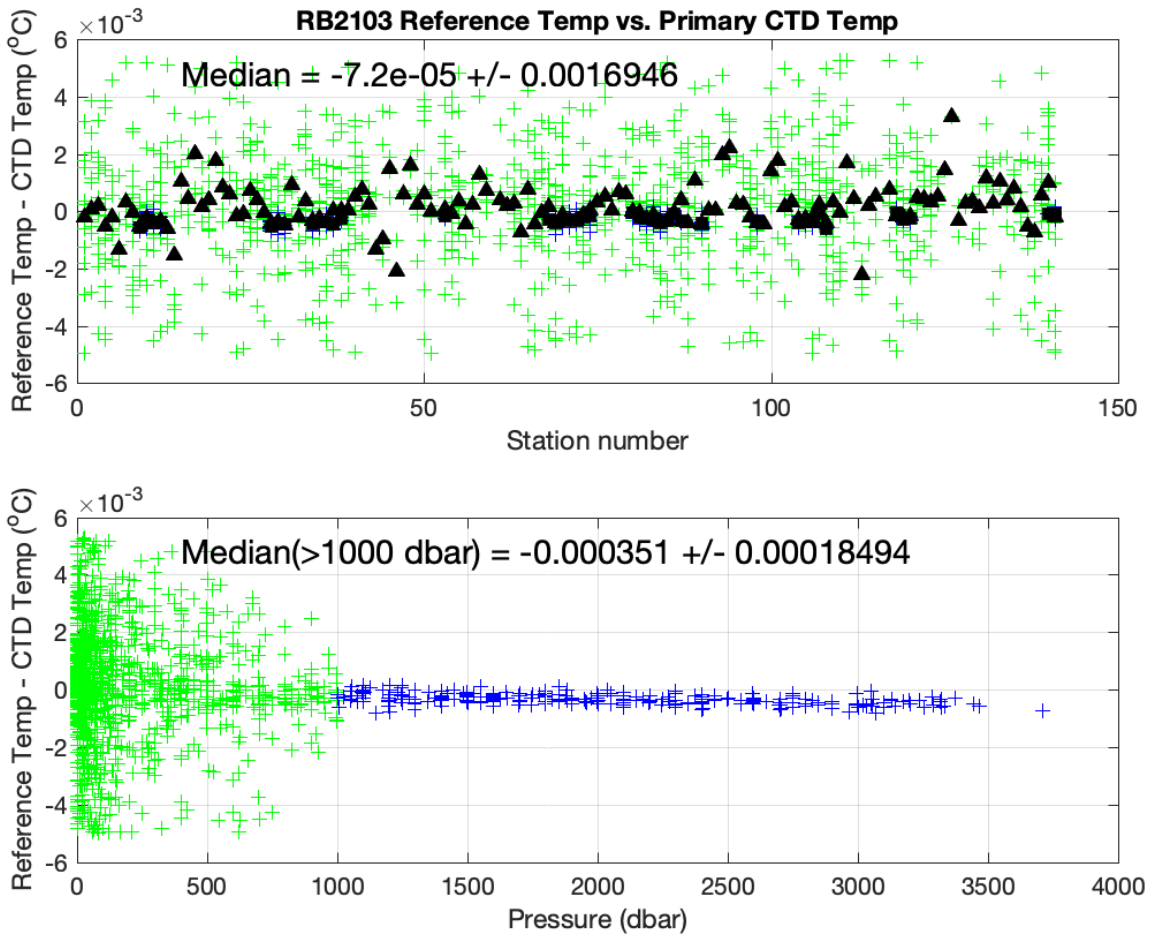 RB2103 Reference Temp vs. Primary CTD Temp
×10⁻³
Median = -7.2e-05 +/- 0.0016946
Reference Temp - CTD Temp (°C)
6
4
2
0
-2
-4
-6
0 50 100 150
Station number
×10⁻³
Median(>1000 dbar) = -0.000351 +/- 0.00018494
Reference Temp - CTD Temp (°C)
6
4
2
0
-2
-4
-6
0 500 1000 1500 2000 2500 3000 3500 4000
Pressure (dbar)